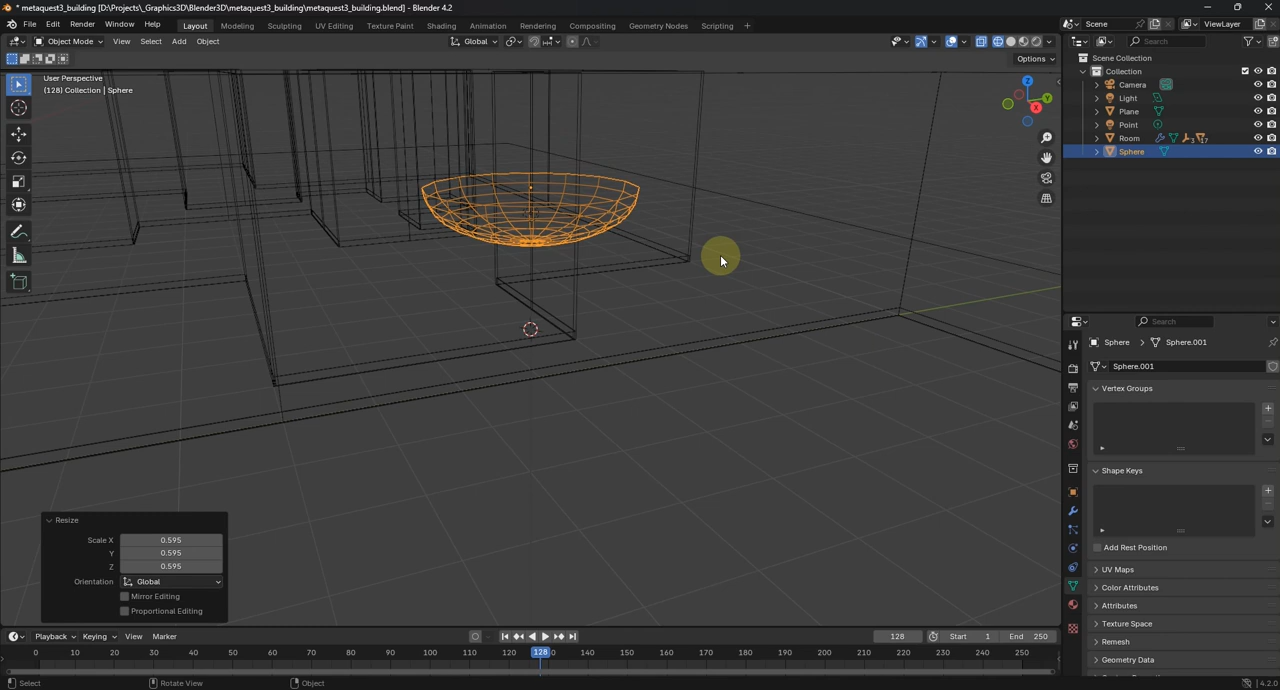 * metaquest3_building [D:\Projects\_Graphics3D\Blender3D\metaquest3_building\metaquest3_building.blend] - Blender 4.2
File Edit Render Window Help Layout Modeling Sculpting UV Editing Texture Paint Shading Animation Rendering Compositing Geometry Nodes Scripting + Scene ViewLayer
Object Mode View Select Add Object Global Search
Options
User Perspective
(128) Collection | Sphere
Z
Y
X
Scene Collection
Collection
Camera
Light
Plane
Point
Room 3 17
Sphere
Search
Sphere > Sphere.001
Sphere.001
Vertex Groups
Shape Keys
Add Rest Position
UV Maps
Color Attributes
Attributes
Texture Space
Remesh
Geometry Data
Resize
Scale X 0.595
Y 0.595
Z 0.595
Orientation Global
Mirror Editing
Proportional Editing
Playback Keying View Marker 128 Start 1 End 250
0 10 20 30 40 50 60 70 80 90 100 110 120 128 140 150 160 170 180 190 200 210 220 230 240 250
Select Rotate View Object 4.2.0